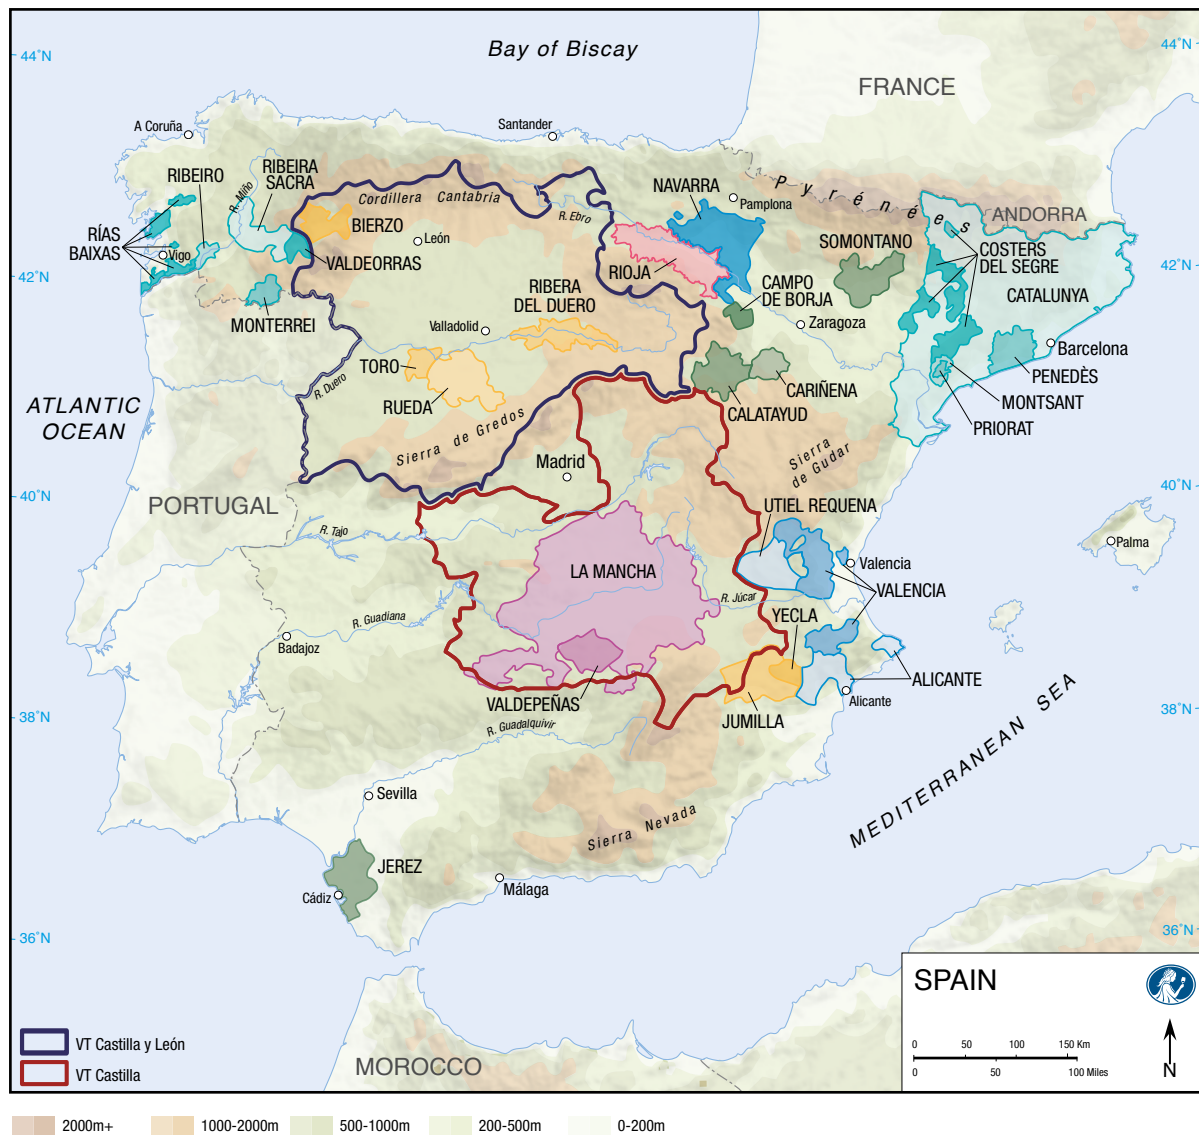 44°N
44°N
Bay of Biscay
FRANCE
A Coruña
Santander
RIBEIRO
RIBEIRA
SACRA
R. Miño
Cordillera Cantabria
NAVARRA
Pamplona
Pyrénées
ANDORRA
RÍAS
BAIXAS
Vigo
BIERZO
León
R. Ebro
SOMONTANO
COSTERS
DEL SEGRE
42°N
VALDEORRAS
RIOJA
42°N
RIBERA
DEL DUERO
CAMPO
DE BORJA
CATALUNYA
MONTERREI
Valladolid
Zaragoza
Barcelona
TORO
R. Duero
RUEDA
CARIÑENA
CALATAYUD
PENEDÈS
MONTSANT
PRIORAT
ATLANTIC
OCEAN
Sierra de Gredos
Madrid
Sierra
de Gudar
40°N
40°N
PORTUGAL
R. Tajo
UTIEL REQUENA
Palma
LA MANCHA
Valencia
VALENCIA
R. Júcar
YECLA
R. Guadiana
Badajoz
ALICANTE
Alicante
VALDEPEÑAS
JUMILLA
38°N
38°N
R. Guadalquivir
MEDITERRANEAN SEA
Sevilla
Sierra Nevada
JEREZ
Cádiz
Málaga
36°N
36°N
SPAIN
VT Castilla y León
VT Castilla
MOROCCO
0 50 100 150 Km
0 50 100 Miles
N
2000m+ 1000-2000m 500-1000m 200-500m 0-200m